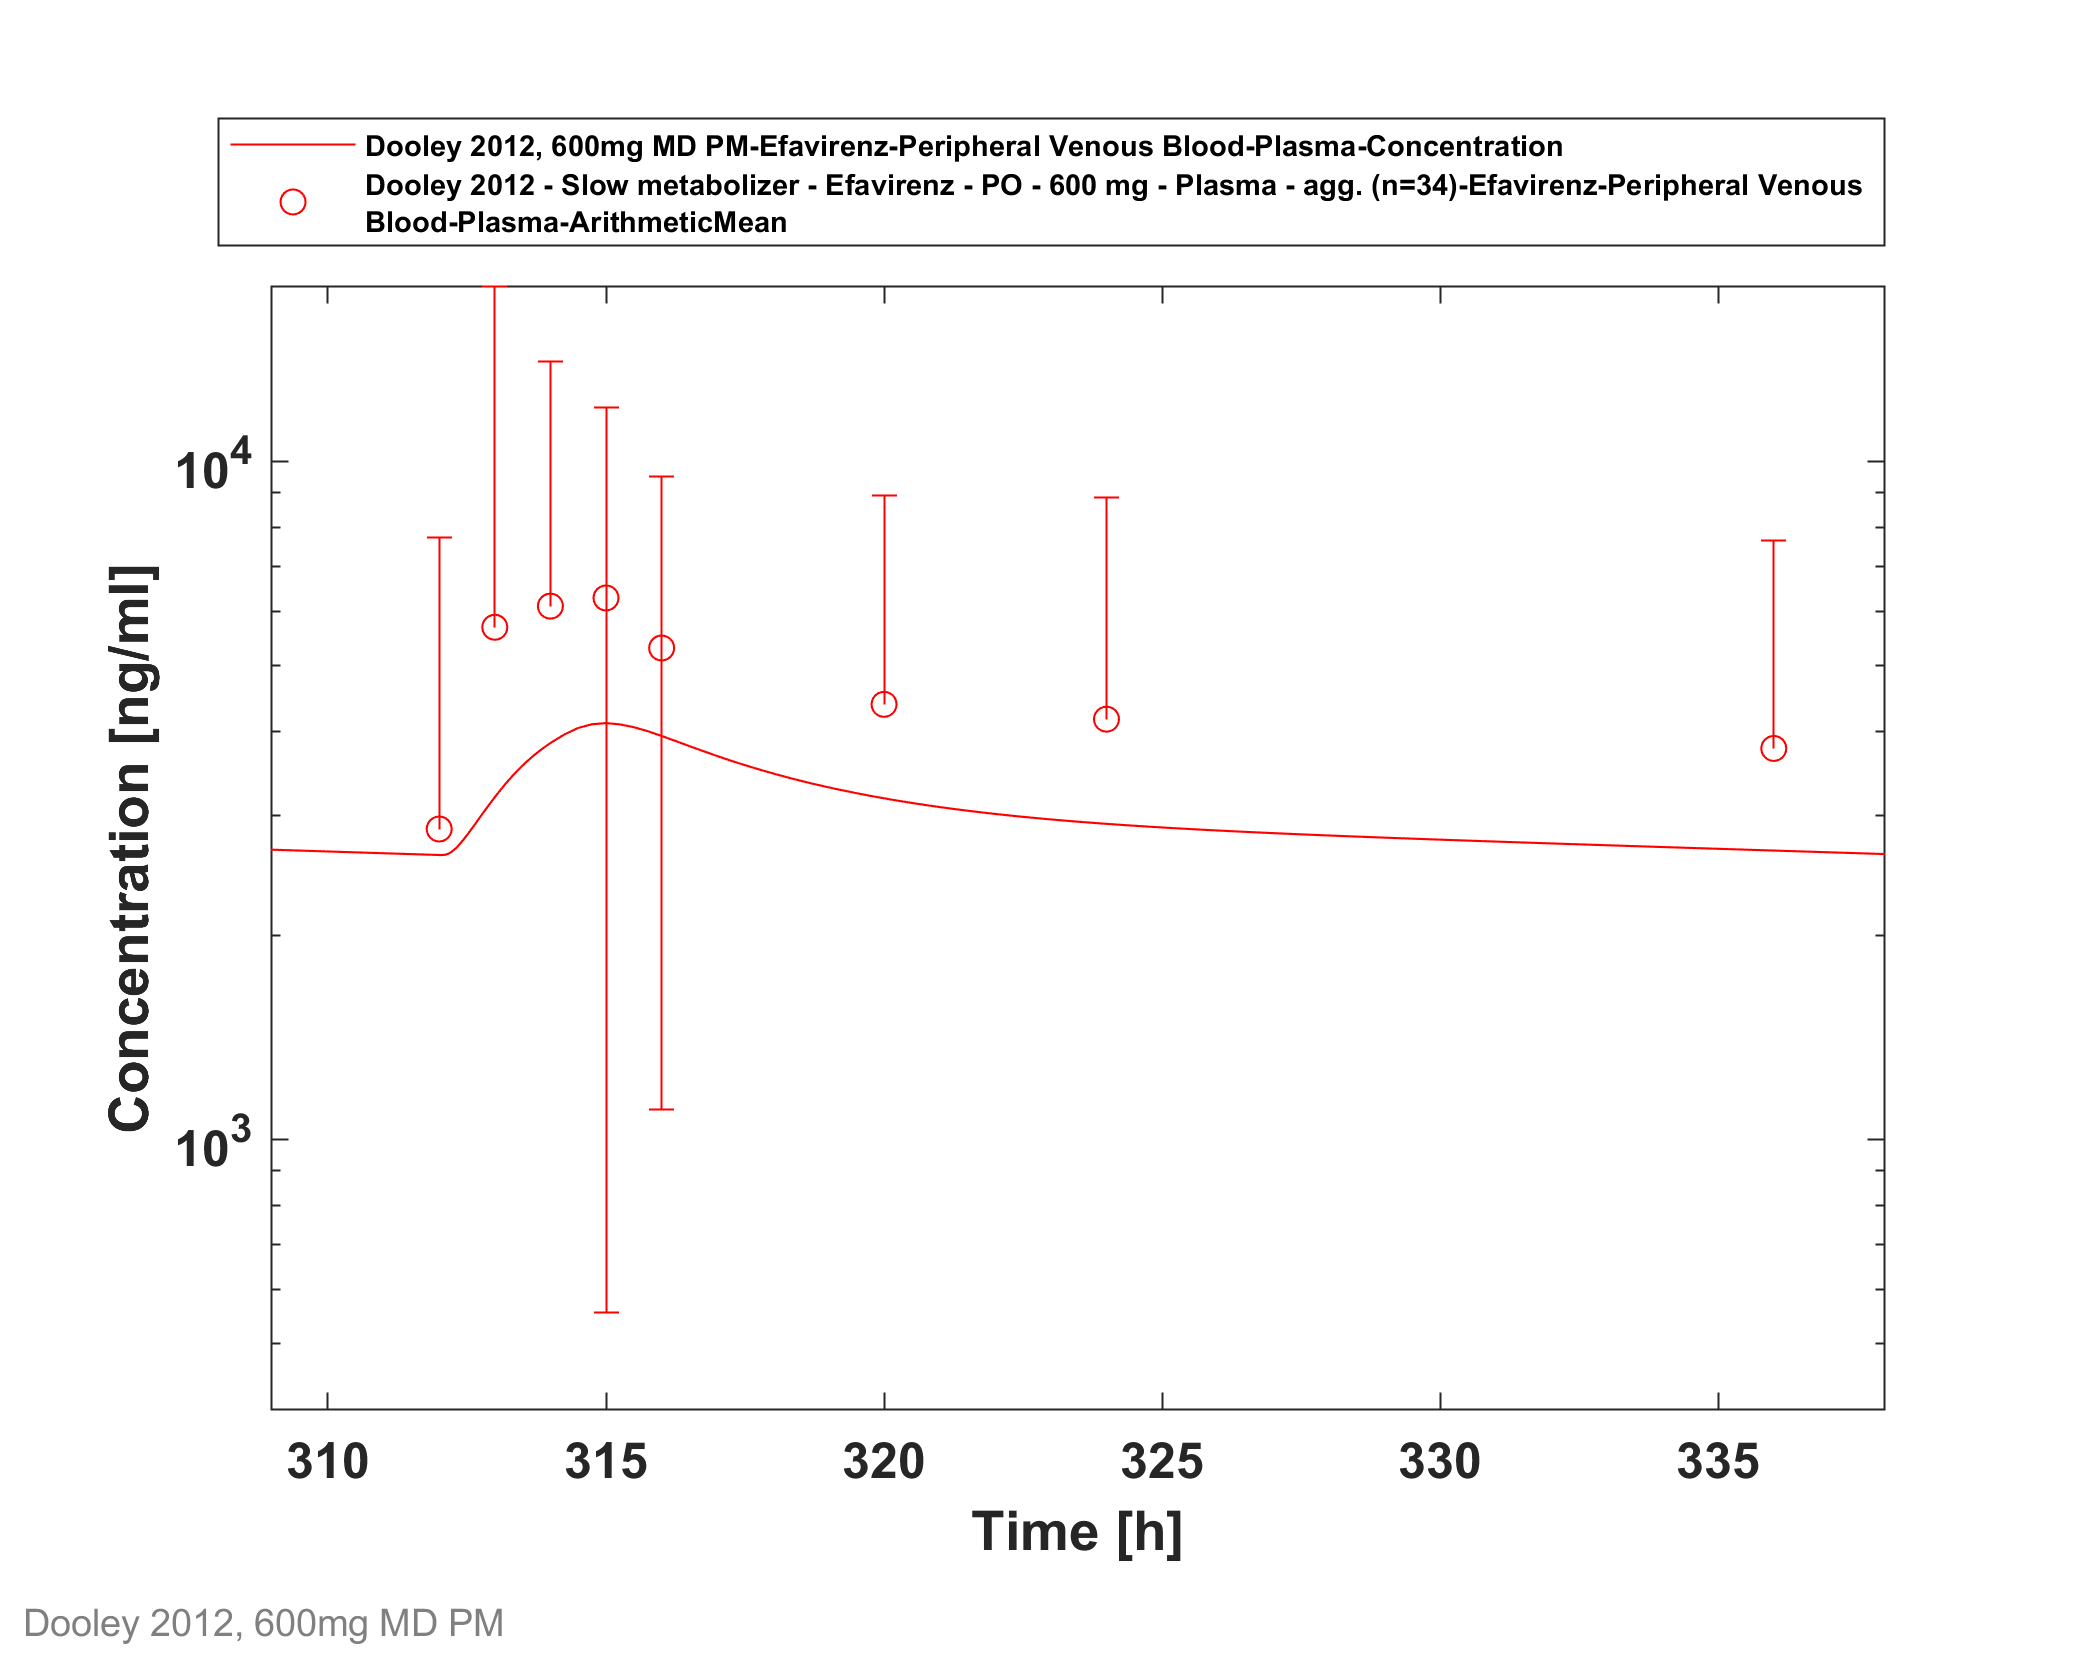 Dooley 2012, 600mg MD PM-Efavirenz-Peripheral Venous Blood-Plasma-Concentration
Dooley 2012 - Slow metabolizer - Efavirenz - PO - 600 mg - Plasma - agg. (n=34)-Efavirenz-Peripheral Venous
Blood-Plasma-ArithmeticMean
10^4
10^3
Concentration [ng/ml]
310 315 320 325 330 335
Time [h]
Dooley 2012, 600mg MD PM